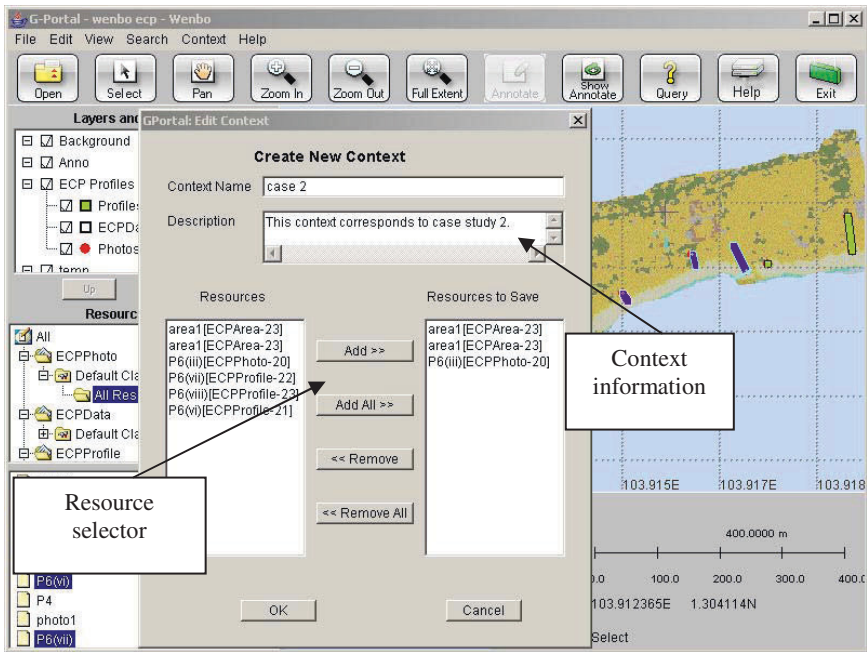 G-Portal - wenbo ecp - Wenbo
File Edit View Search Context Help
Open Select Pan Zoom In Zoom Out Full Extent Annotate Show Annotate Query Help Exit
Layers and
Background
Anno
ECP Profiles
Profiles
ECPDa
Photos
temp
Up
Resourc
All
ECPPhoto
Default Cla
All Res
ECPData
Default Cla
ECPProfile
P6(vi)
P4
photo1
P6(vii)
GPortal: Edit Context
Create New Context
Context Name case 2
Description This context corresponds to case study 2.
Resources
area1[ECPArea-23]
area1[ECPArea-23]
P6(iii)[ECPPhoto-20]
P6(vii)[ECPProfile-22]
P6(viii)[ECPProfile-23]
P6(vi)[ECPProfile-21]
Add >>
Add All >>
<< Remove
<< Remove All
Resources to Save
area1[ECPArea-23]
area1[ECPArea-23]
P6(iii)[ECPPhoto-20]
OK
Cancel
Context
information
Resource
selector
103.915E 103.917E 103.918
400.0000 m
0.0 100.0 200.0 300.0 400.0
103.912365E 1.304114N
Select